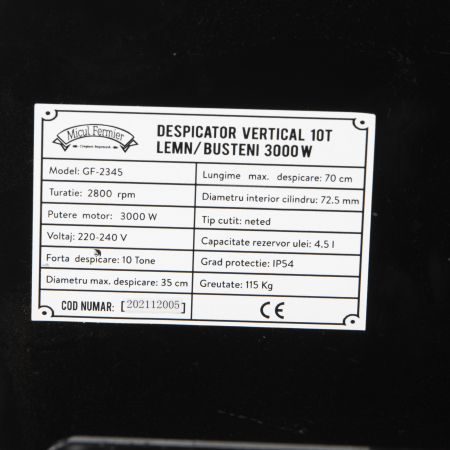 Micul Fermier
DESPICATOR VERTICAL 10T
LEMN/BUSTENI 3000W
Model: GF-2345
Turatie: 2800 rpm
Putere motor: 3000 W
Voltaj: 220-240 V
Forta despicare: 10 Tone
Diametru max. despicare: 35 cm
COD NUMAR: [202112005]
Lungime max. despicare: 70 cm
Diametru interior cilindru: 72.5 mm
Tip cutit: neted
Capacitate rezervor ulei: 4.5 l
Grad protectie: IP54
Greutate: 115 Kg
CE